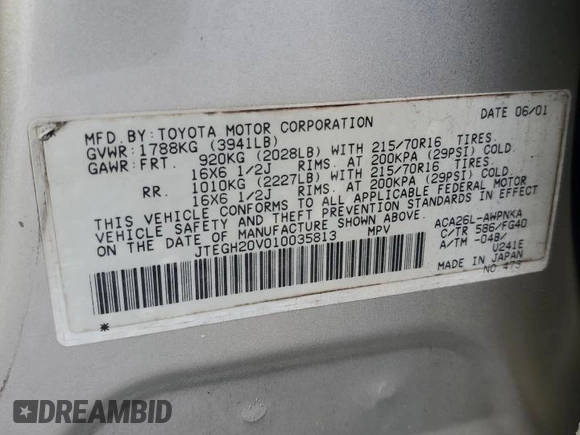 DATE 06/01
MFD. BY: TOYOTA MOTOR CORPORATION
GVWR: 1788KG (3941LB)
GAWR: FRT. 920KG (2028LB) WITH 215/70R16 TIRES.
16X6 1/2J RIMS. AT 200KPA (29PSI) COLD.
RR. 1010KG (2227LB) WITH 215/70R16 TIRES.
16X6 1/2J RIMS. AT 200KPA (29PSI) COLD.
THIS VEHICLE CONFORMS TO ALL APPLICABLE FEDERAL MOTOR
VEHICLE SAFETY, THEFT, AND BUMPER STANDARDS IN EFFECT
ON THE DATE OF MANUFACTURE SHOWN ABOVE.
JTEGH20V010035813 MPV
ACA26L-AWPNKA
C/TR 586/FG40
A/TM -048/
U241E
MADE IN JAPAN
NO 473
*
DREAMBID